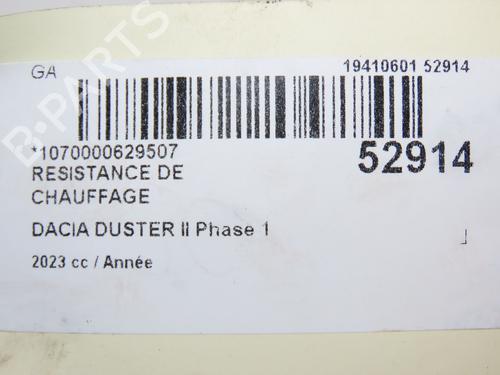 GA
19410601 52914
*1070000629507
52914
RESISTANCE DE
CHAUFFAGE
DACIA DUSTER II Phase 1
2023 cc / Année
B-PARTS